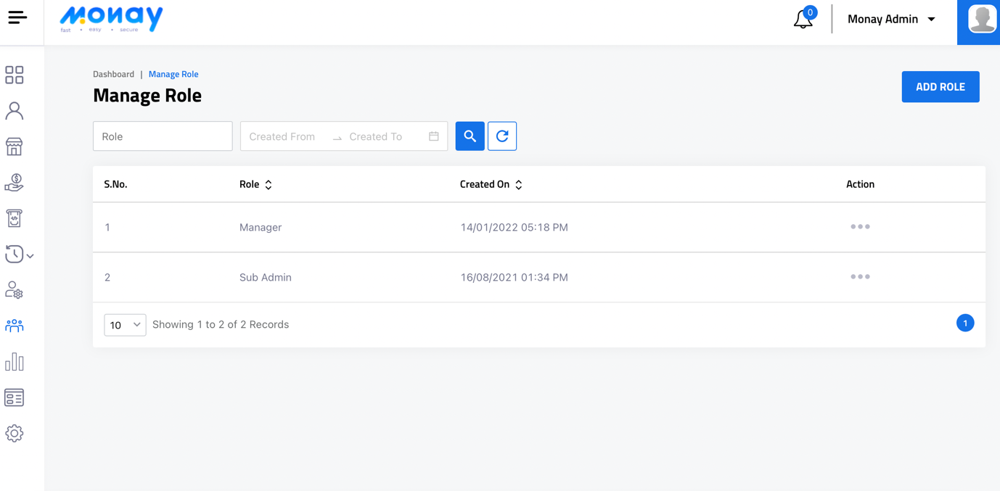 Monay
fast • easy • secure
0
Monay Admin
Dashboard | Manage Role
Manage Role
ADD ROLE
Role
Created From
Created To
S.No. Role Created On Action
1 Manager 14/01/2022 05:18 PM
2 Sub Admin 16/08/2021 01:34 PM
10 Showing 1 to 2 of 2 Records 1